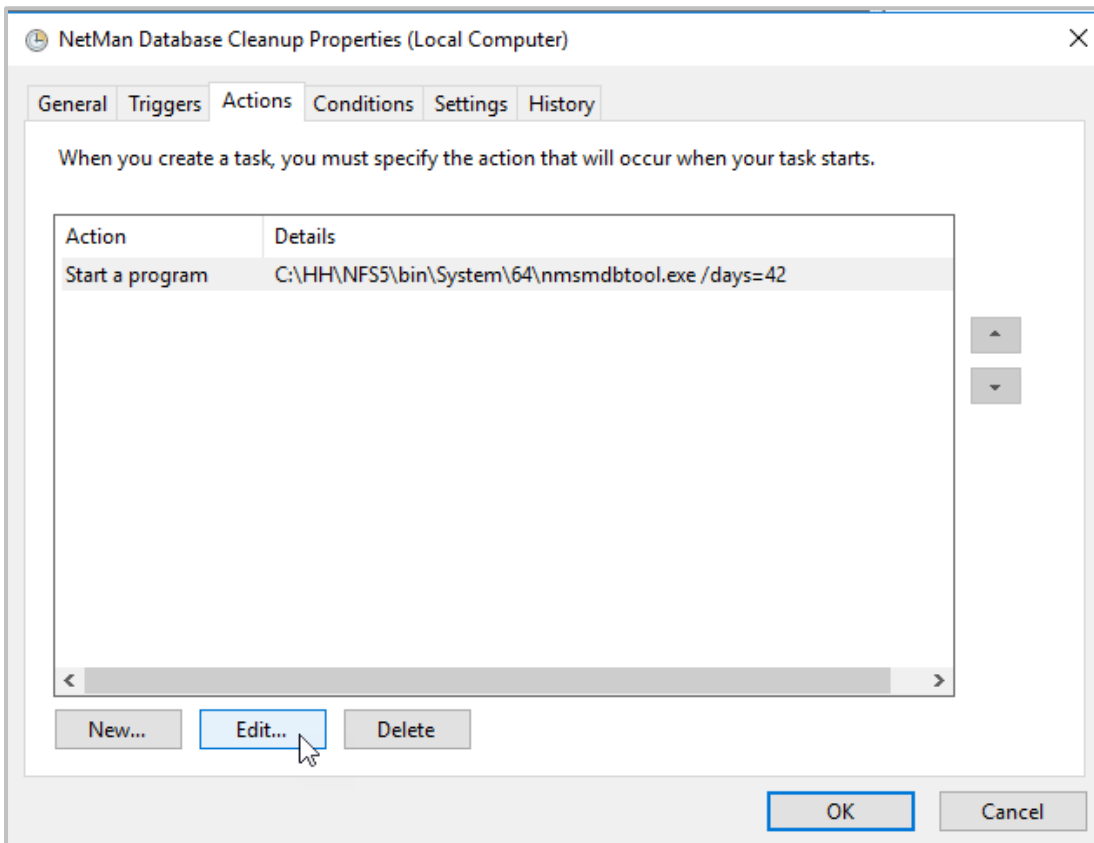 NetMan Database Cleanup Properties (Local Computer)
General Triggers Actions Conditions Settings History
When you create a task, you must specify the action that will occur when your task starts.
Action Details
Start a program C:\HH\NFS5\bin\System\64\nmsmdbtool.exe /days=42
New... Edit... Delete
OK Cancel